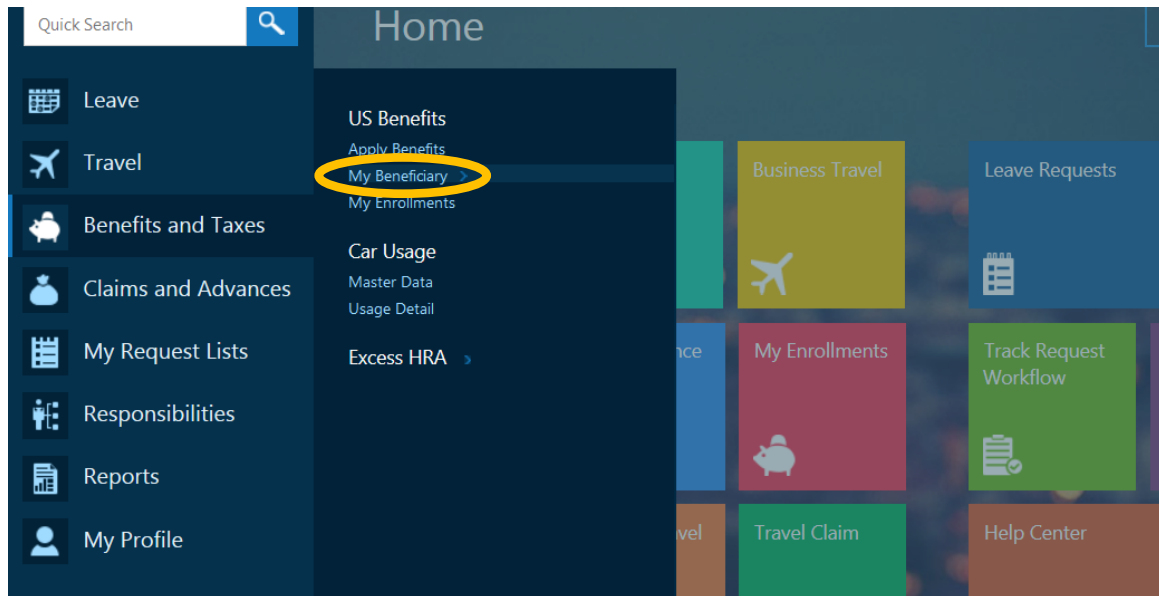 Quick Search
Home
Leave
Travel
Benefits and Taxes
Claims and Advances
My Request Lists
Responsibilities
Reports
My Profile
US Benefits
Apply Benefits
My Beneficiary >
My Enrollments
Car Usage
Master Data
Usage Detail
Excess HRA >
Business Travel
Leave Requests
nce
My Enrollments
Track Request
Workflow
vel
Travel Claim
Help Center